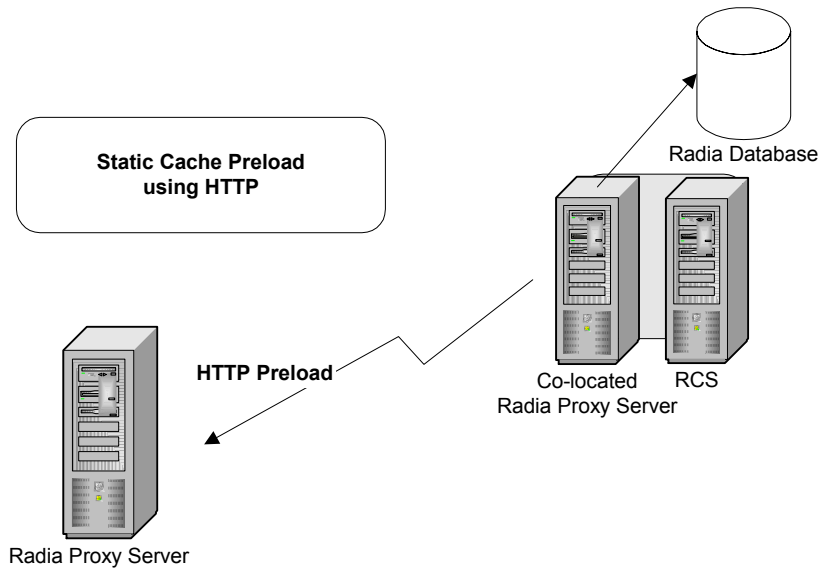 Static Cache Preload
using HTTP
Radia Database
HTTP Preload
Co-located
Radia Proxy Server
RCS
Radia Proxy Server